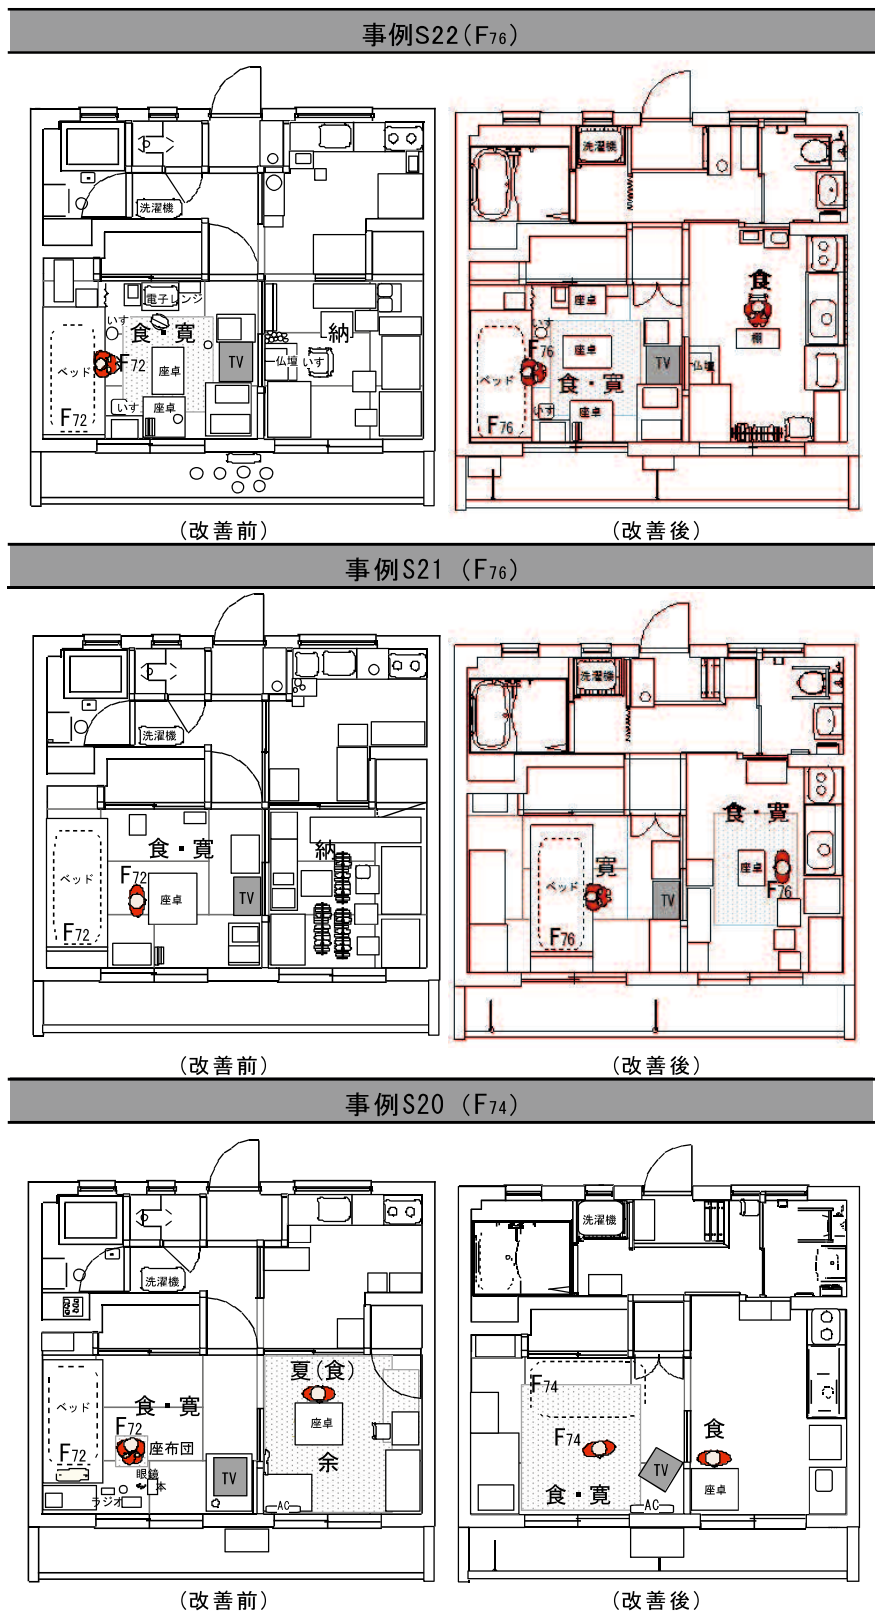 事例S22(F76)
洗濯機
電子レンジ
いす
食・寛
納
F72
ベッド
座卓
TV
仏壇
いす
F72
いす
座卓
(改善前)
洗濯機
食
棚
座卓
いす
F76
座卓
TV
仏壇
ベッド
食・寛
F76
いす
座卓
(改善後)
事例S21 (F76)
洗濯機
食・寛
納
ベッド
F72
座卓
TV
F72
(改善前)
洗濯機
食・寛
寛
座卓
F76
ベッド
TV
F76
(改善後)
事例S20 (F74)
洗濯機
夏(食)
ベッド
食・寛
座卓
F72
F72
座布団
余
眼鏡
本
ラジオ
TV
AC
(改善前)
洗濯機
F74
F74
食
TV
座卓
食・寛
AC
(改善後)